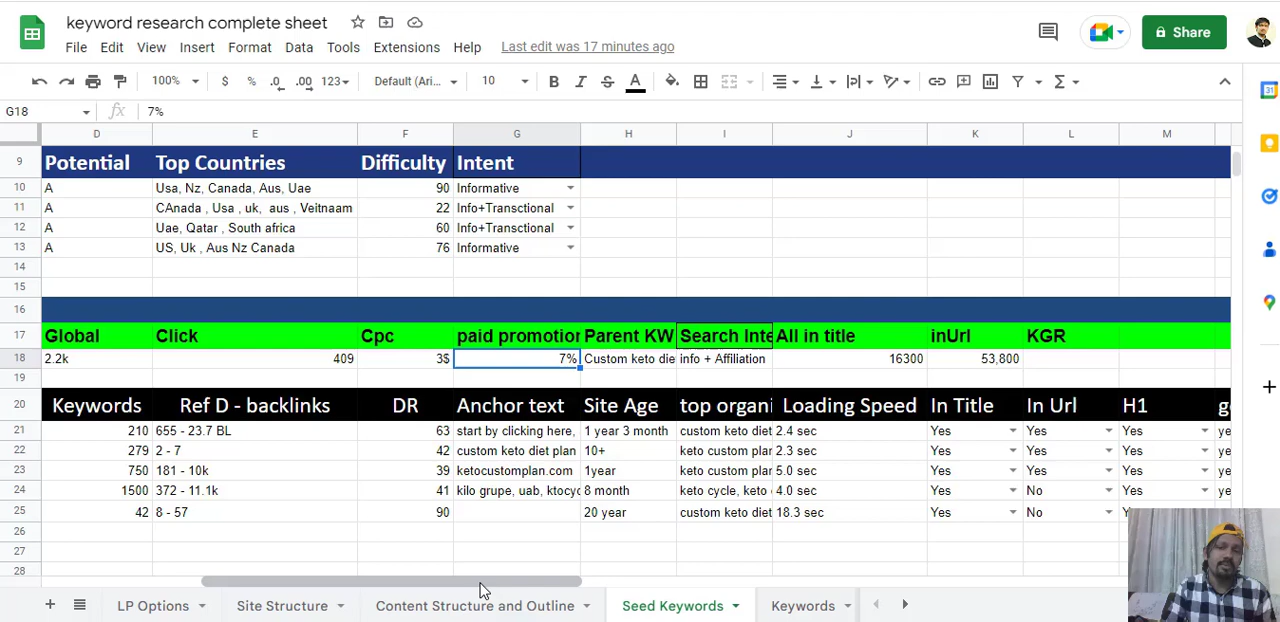 keyword research complete sheet
File Edit View Insert Format Data Tools Extensions Help Last edit was 17 minutes ago
Share
100% $ % .0 .00 123 Default (Ari... 10 B I S A
G18 fx 7%
D E F G H I J K L M
9 Potential Top Countries Difficulty Intent
10 A Usa, Nz, Canada, Aus, Uae 90 Informative
11 A CAnada , Usa , uk, aus , Veitnaam 22 Info+Transctional
12 A Uae, Qatar , South africa 60 Info+Transctional
13 A US, Uk , Aus Nz Canada 76 Informative
14
15
16
17 Global Click Cpc paid promotion Parent KW Search Inte All in title inUrl KGR
18 2.2k 409 3$ 7% Custom keto die info + Affiliation 16300 53,800
19
20 Keywords Ref D - backlinks DR Anchor text Site Age top organi Loading Speed In Title In Url H1
21 210 655 - 23.7 BL 63 start by clicking here, 1 year 3 month custom keto diet 2.4 sec Yes Yes Yes ye
22 279 2 - 7 42 custom keto diet plan 10+ keto custom plan 2.3 sec Yes Yes Yes ye
23 750 181 - 10k 39 ketocustomplan.com 1year keto custom plan 5.0 sec Yes Yes Yes ye
24 1500 372 - 11.1k 41 kilo grupe, uab, ktocyc 8 month keto cycle, keto 4.0 sec Yes No Yes ye
25 42 8 - 57 90 20 year custom keto diet 18.3 sec Yes No
26
27
28
LP Options Site Structure Content Structure and Outline Seed Keywords Keywords